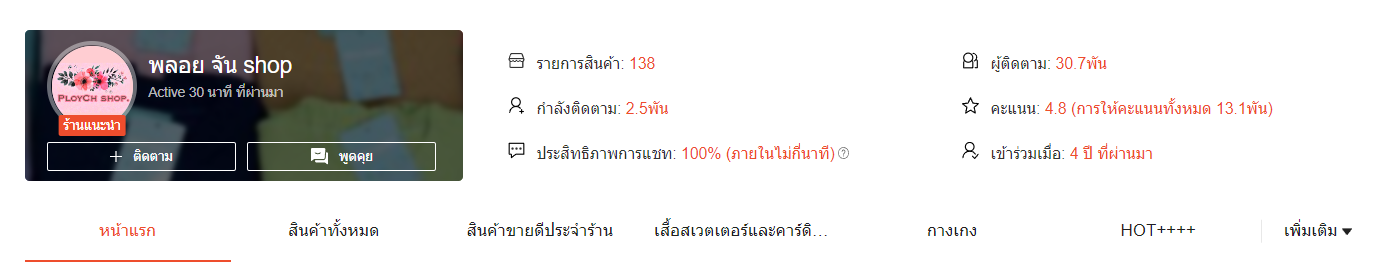 พลอย จัน shop
Active 30 นาที ที่ผ่านมา
PLOYCH SHOP.
ร้านแนะนำ
ติดตาม
พูดคุย
รายการสินค้า: 138
ผู้ติดตาม: 30.7พัน
กำลังติดตาม: 2.5พัน
คะแนน: 4.8 (การให้คะแนนทั้งหมด 13.1พัน)
ประสิทธิภาพการแชท: 100% (ภายในไม่กี่นาที) ?
เข้าร่วมเมื่อ: 4 ปี ที่ผ่านมา
หน้าแรก สินค้าทั้งหมด สินค้าขายดีประจำร้าน เสื้อสเวตเตอร์และคาร์ดิ... กางเกง HOT++++ เพิ่มเติม